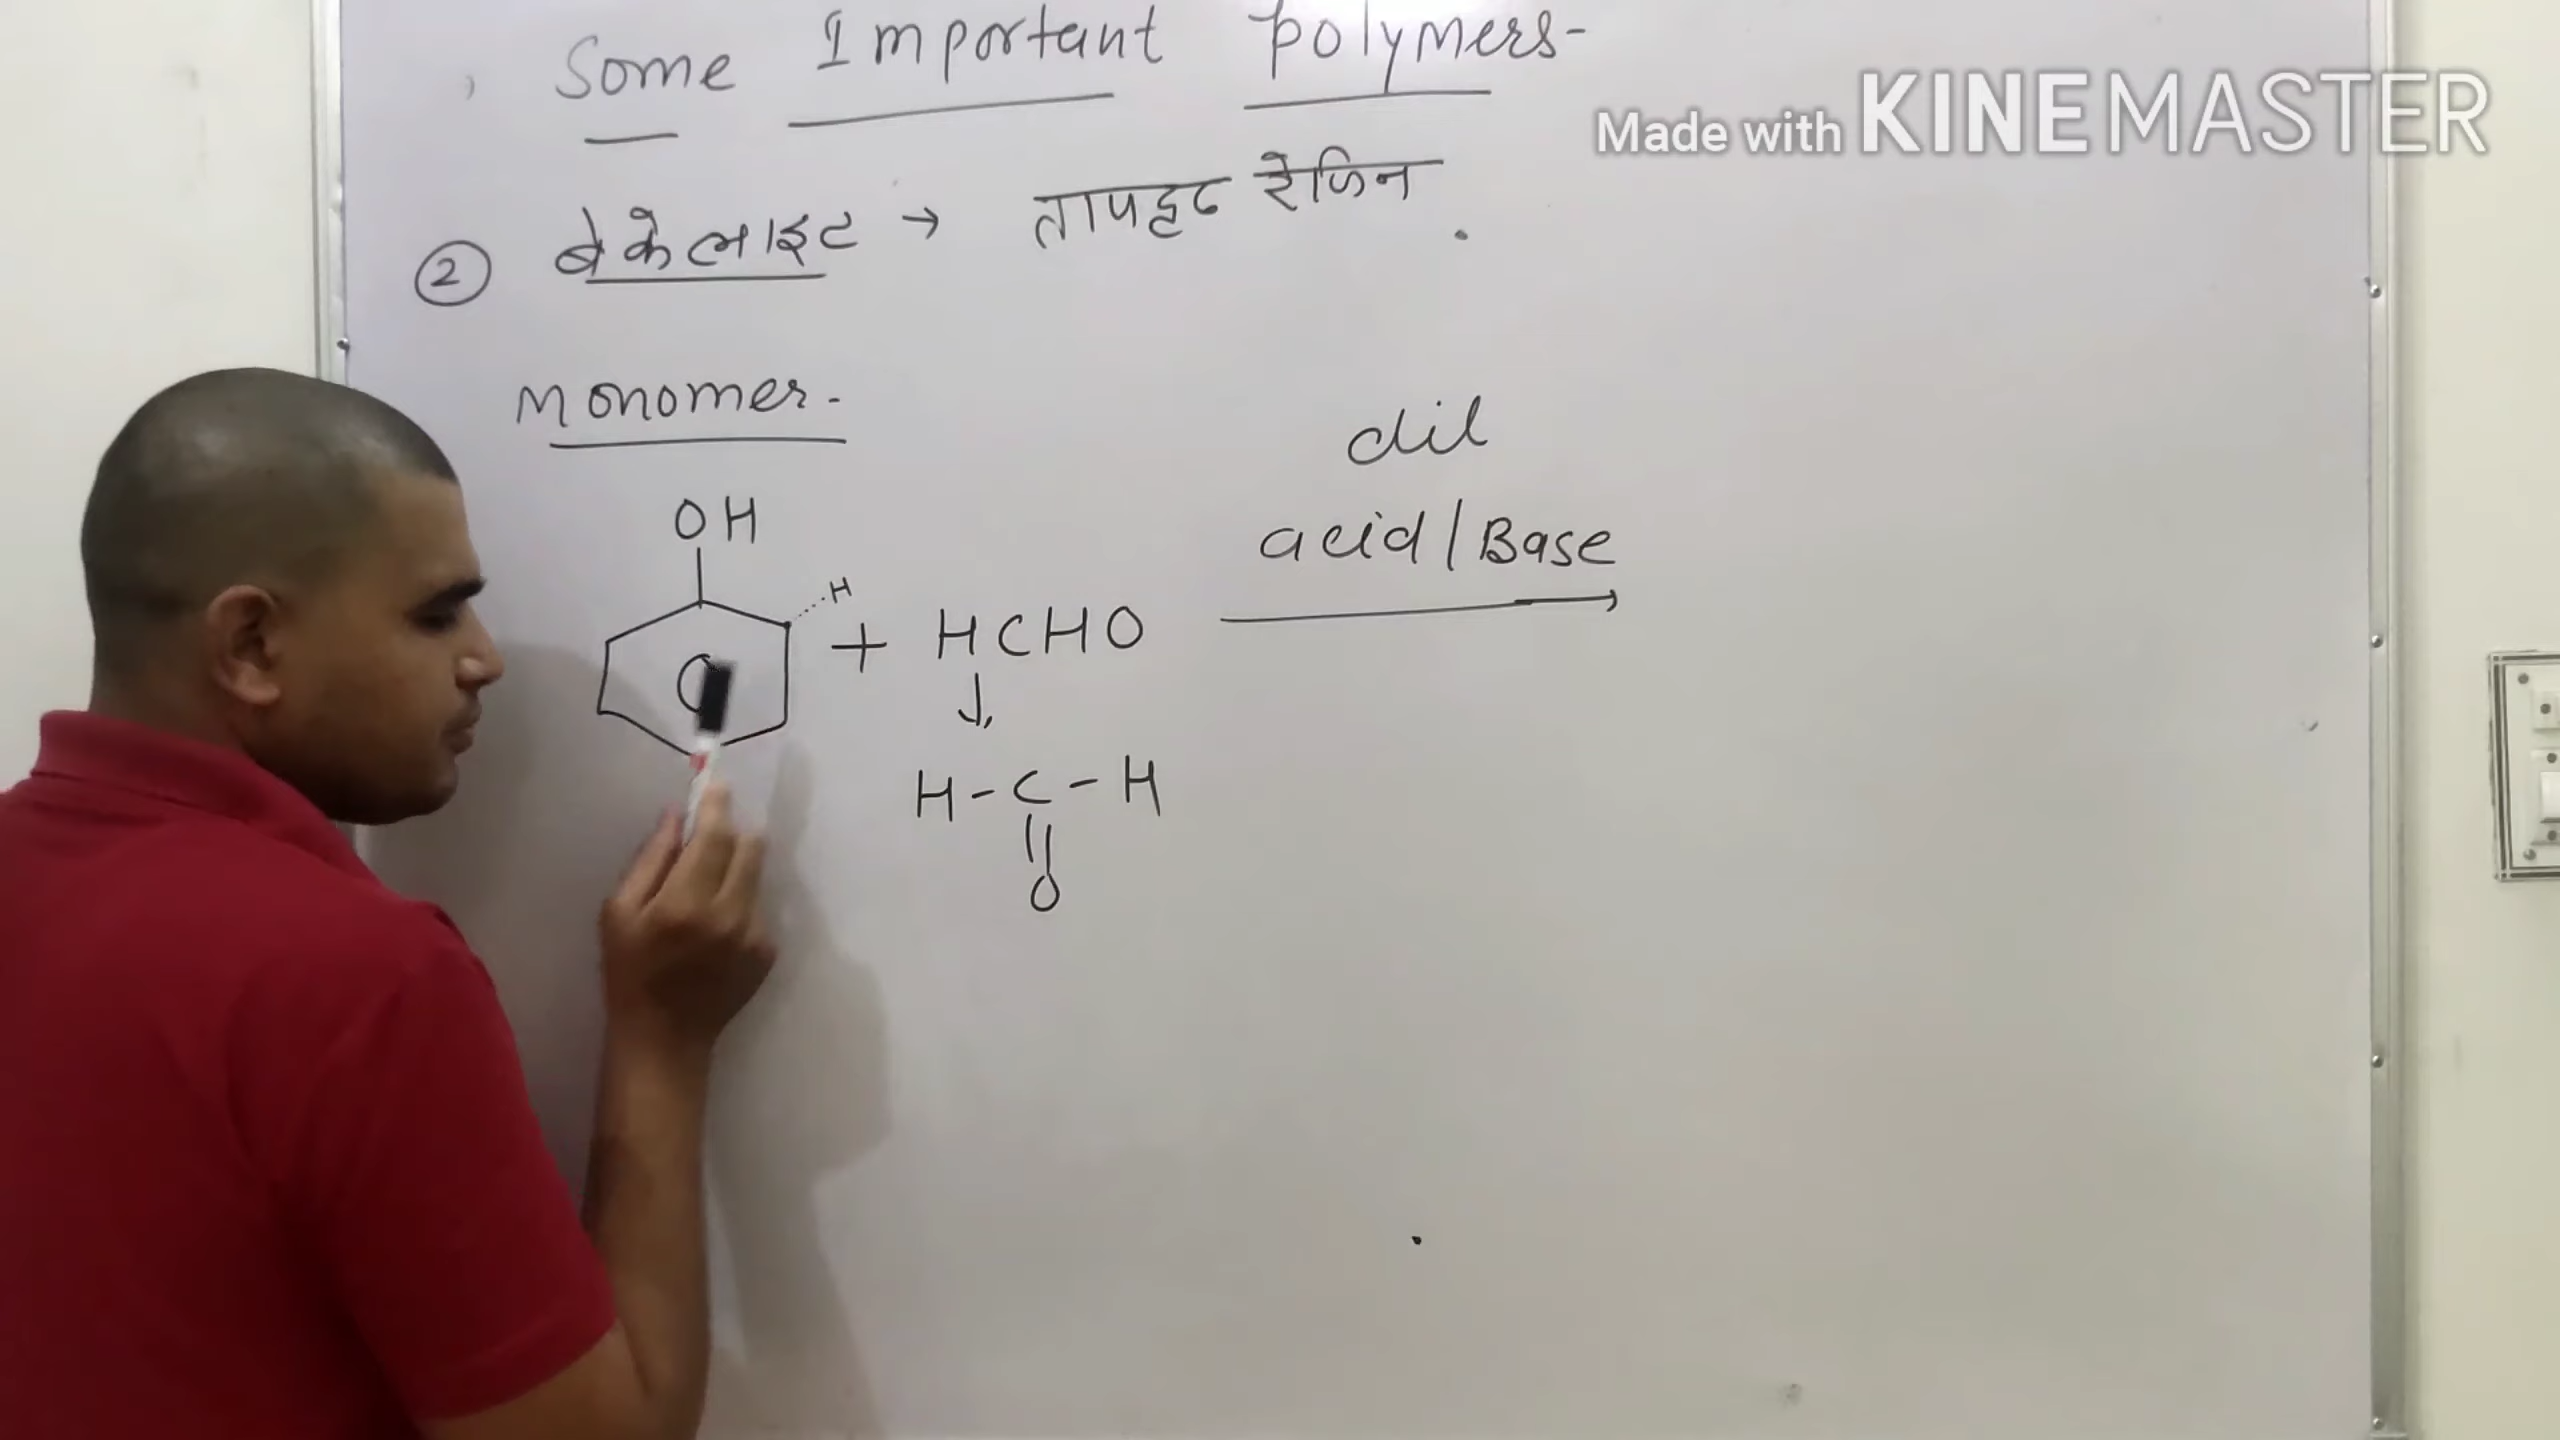 Some Important polymers-
Made with KINEMASTER
② बेकेलाइट → तापदृढ रेजिन .
Monomer-
dil
acid/Base
OH
H
+ HCHO
H-C-H
O